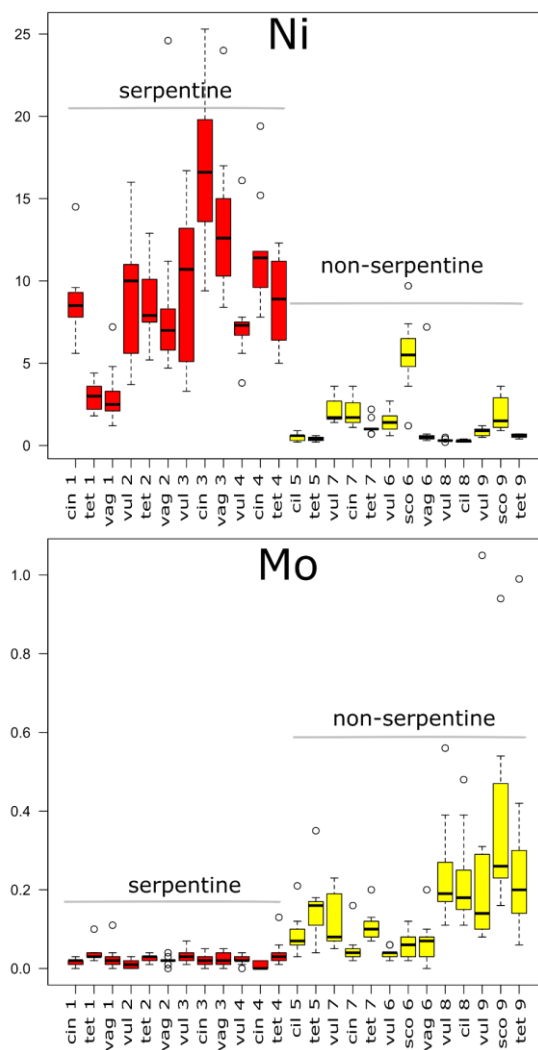 Ni
25
serpentine
20
15
non-serpentine
10
5
0
cin 1 tet 1 vag 1 vul 2 tet 2 vag 2 vul 3 cin 3 vag 3 vul 4 cin 4 tet 4 cil 5 tet 5 vul 7 cin 7 tet 7 vul 6 sco 6 vag 6 vul 8 cil 8 vul 9 sco 9 tet 9
Mo
1.0
0.8
non-serpentine
0.6
0.4
serpentine
0.2
0.0
cin 1 tet 1 vag 1 vul 2 tet 2 vag 2 vul 3 cin 3 vag 3 vul 4 cin 4 tet 4 cil 5 tet 5 vul 7 cin 7 tet 7 vul 6 sco 6 vag 6 vul 8 cil 8 vul 9 sco 9 tet 9